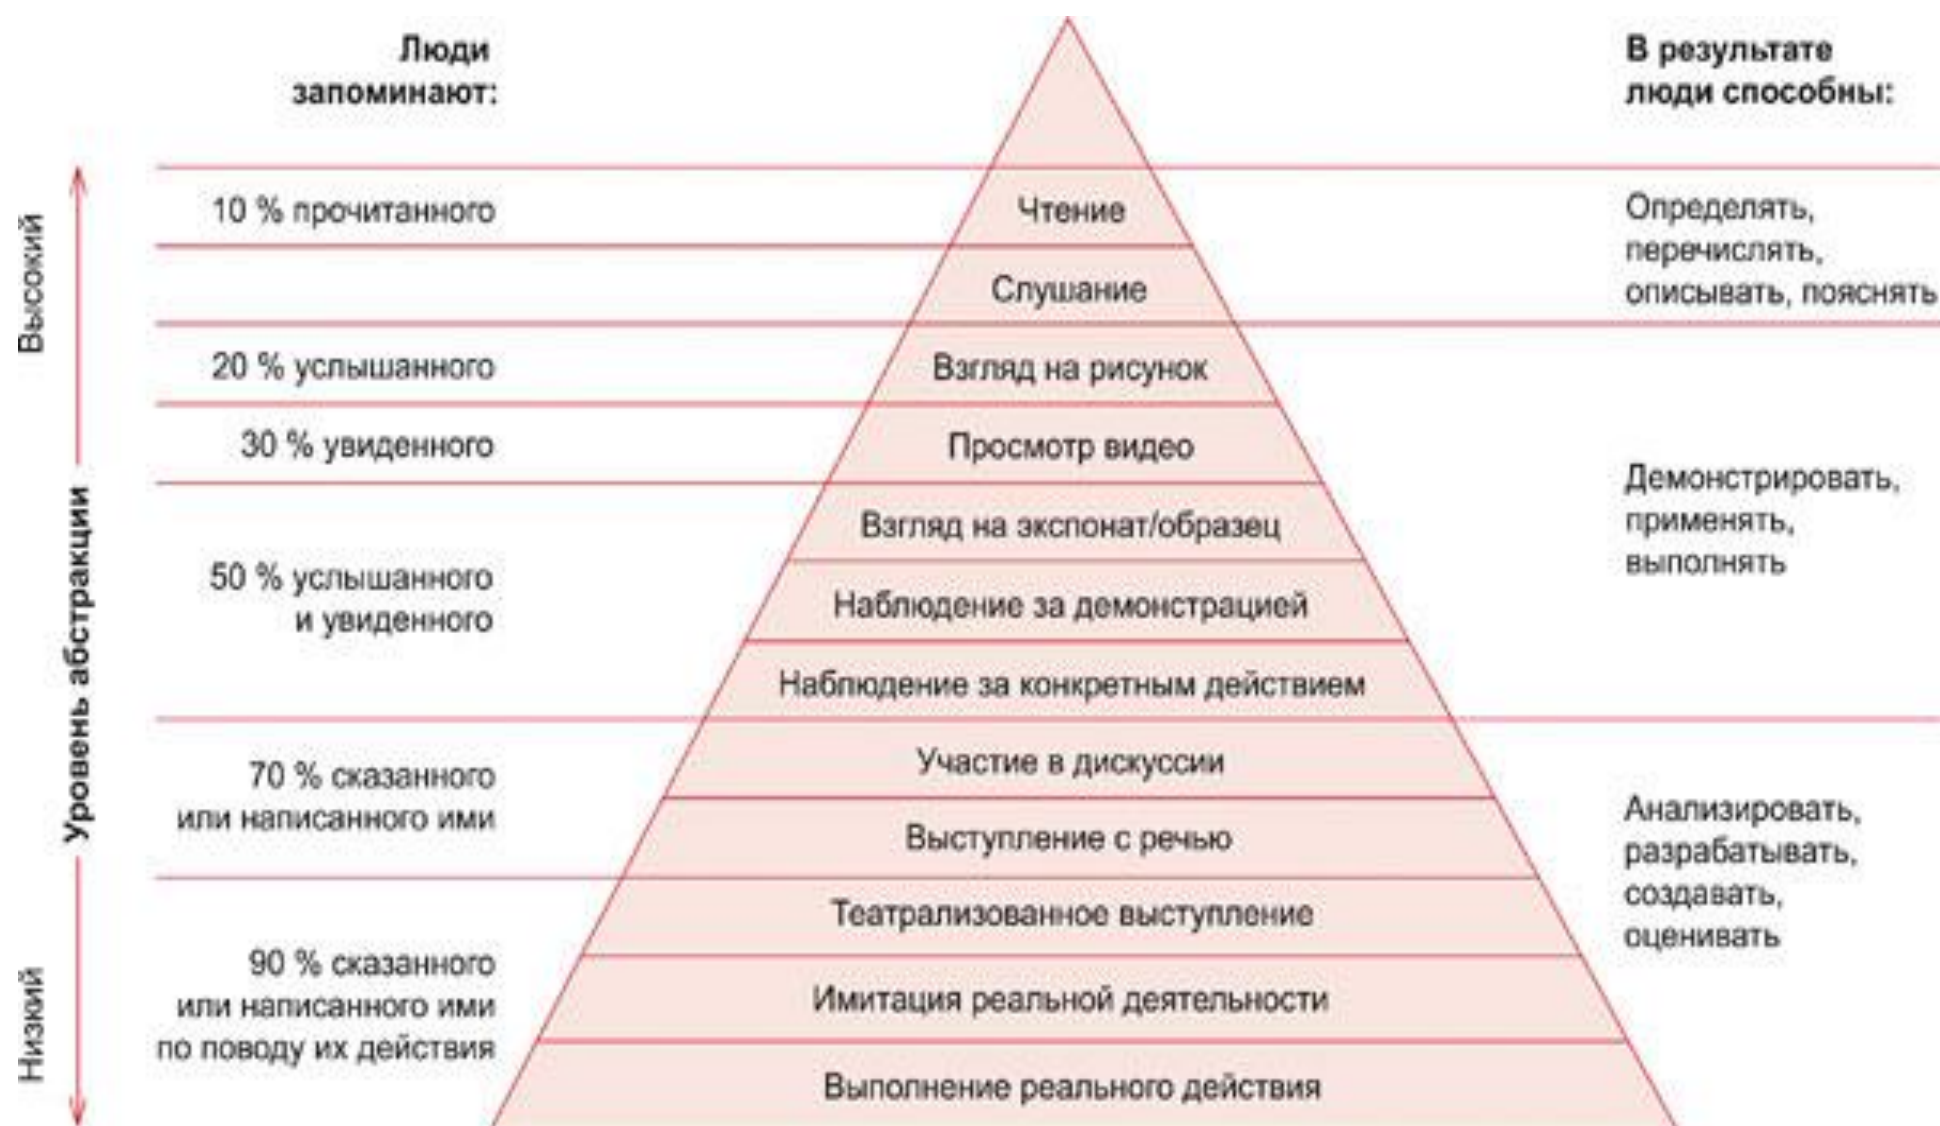 Люди
запоминают:
В результате
люди способны:
Высокий
Уровень абстракции
Низкий
10 % прочитанного
20 % услышанного
30 % увиденного
50 % услышанного
и увиденного
70 % сказанного
или написанного ими
90 % сказанного
или написанного ими
по поводу их действия
Чтение
Слушание
Взгляд на рисунок
Просмотр видео
Взгляд на экспонат/образец
Наблюдение за демонстрацией
Наблюдение за конкретным действием
Участие в дискуссии
Выступление с речью
Театрализованное выступление
Имитация реальной деятельности
Выполнение реального действия
Определять,
перечислять,
описывать, пояснять
Демонстрировать,
применять,
выполнять
Анализировать,
разрабатывать,
создавать,
оценивать